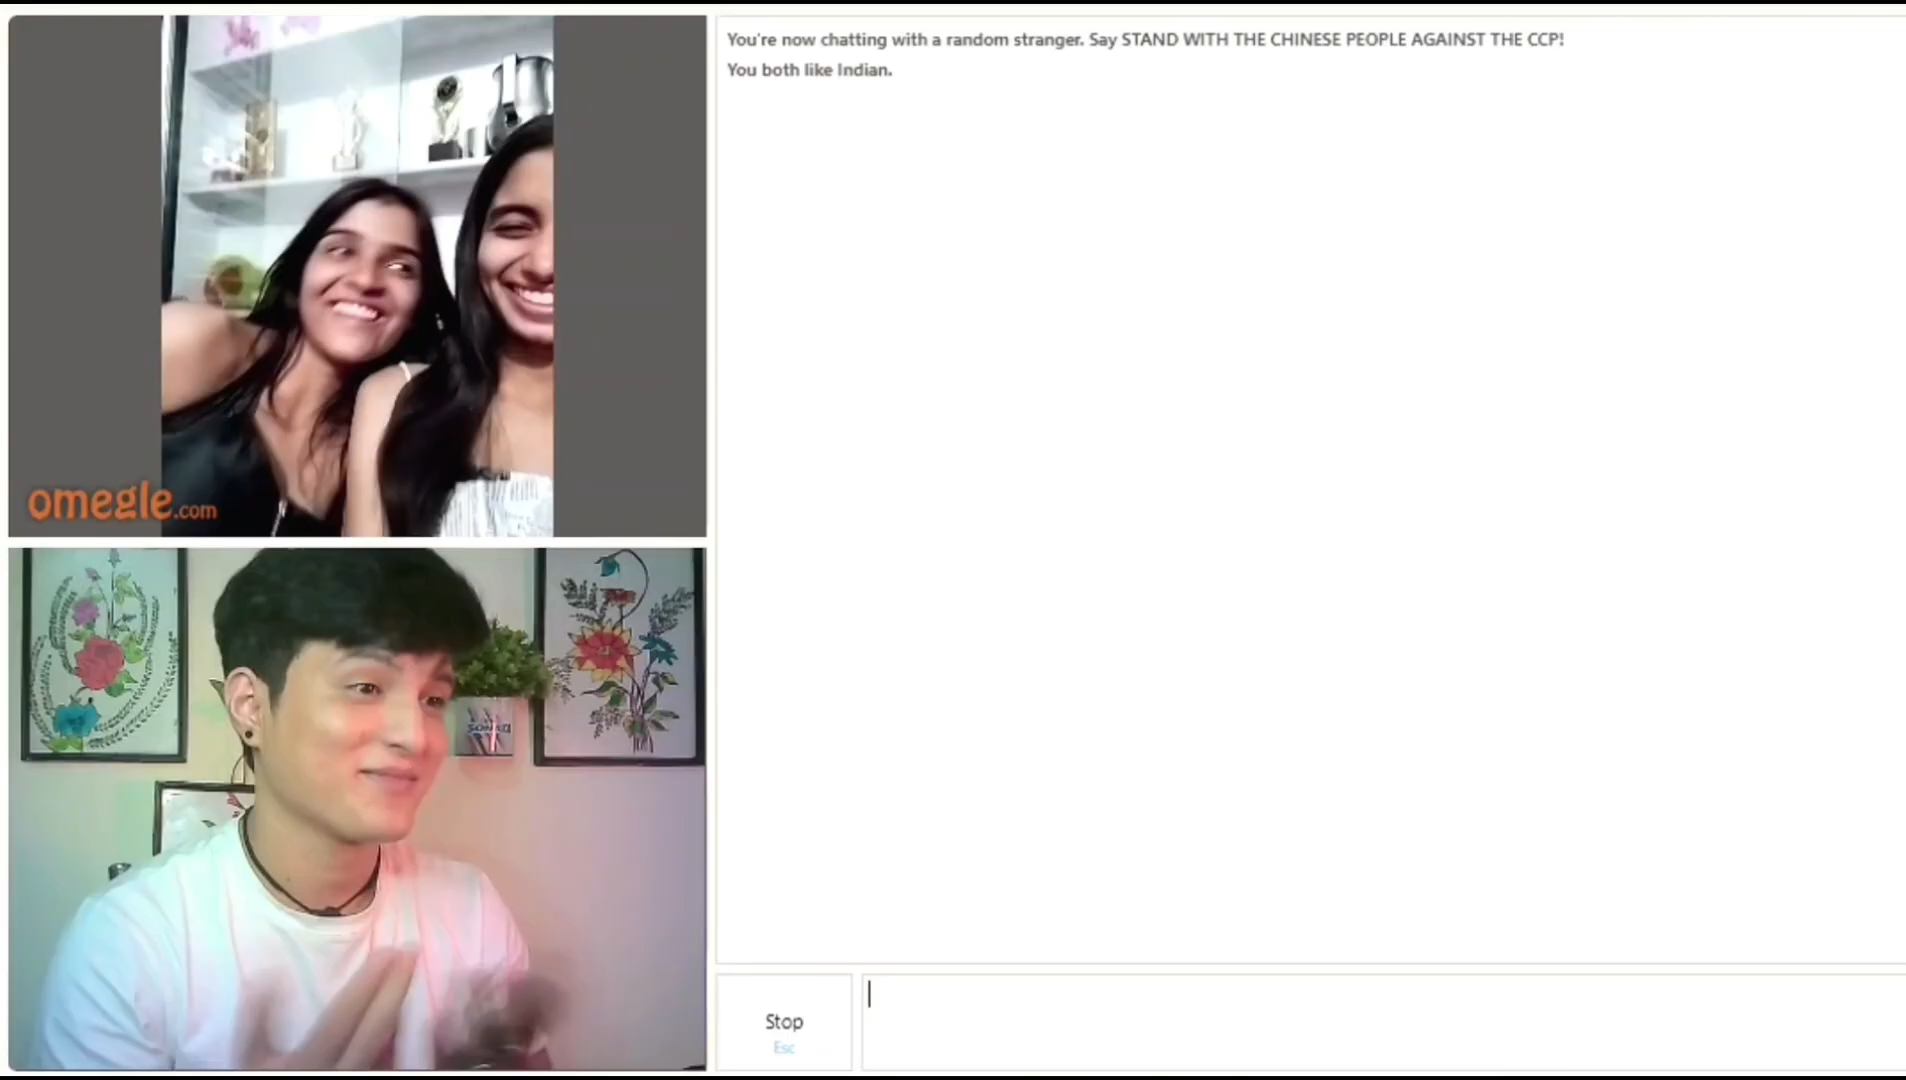 You're now chatting with a random stranger. Say STAND WITH THE CHINESE PEOPLE AGAINST THE CCP!
You both like Indian.
omegle.com
Stop
Esc